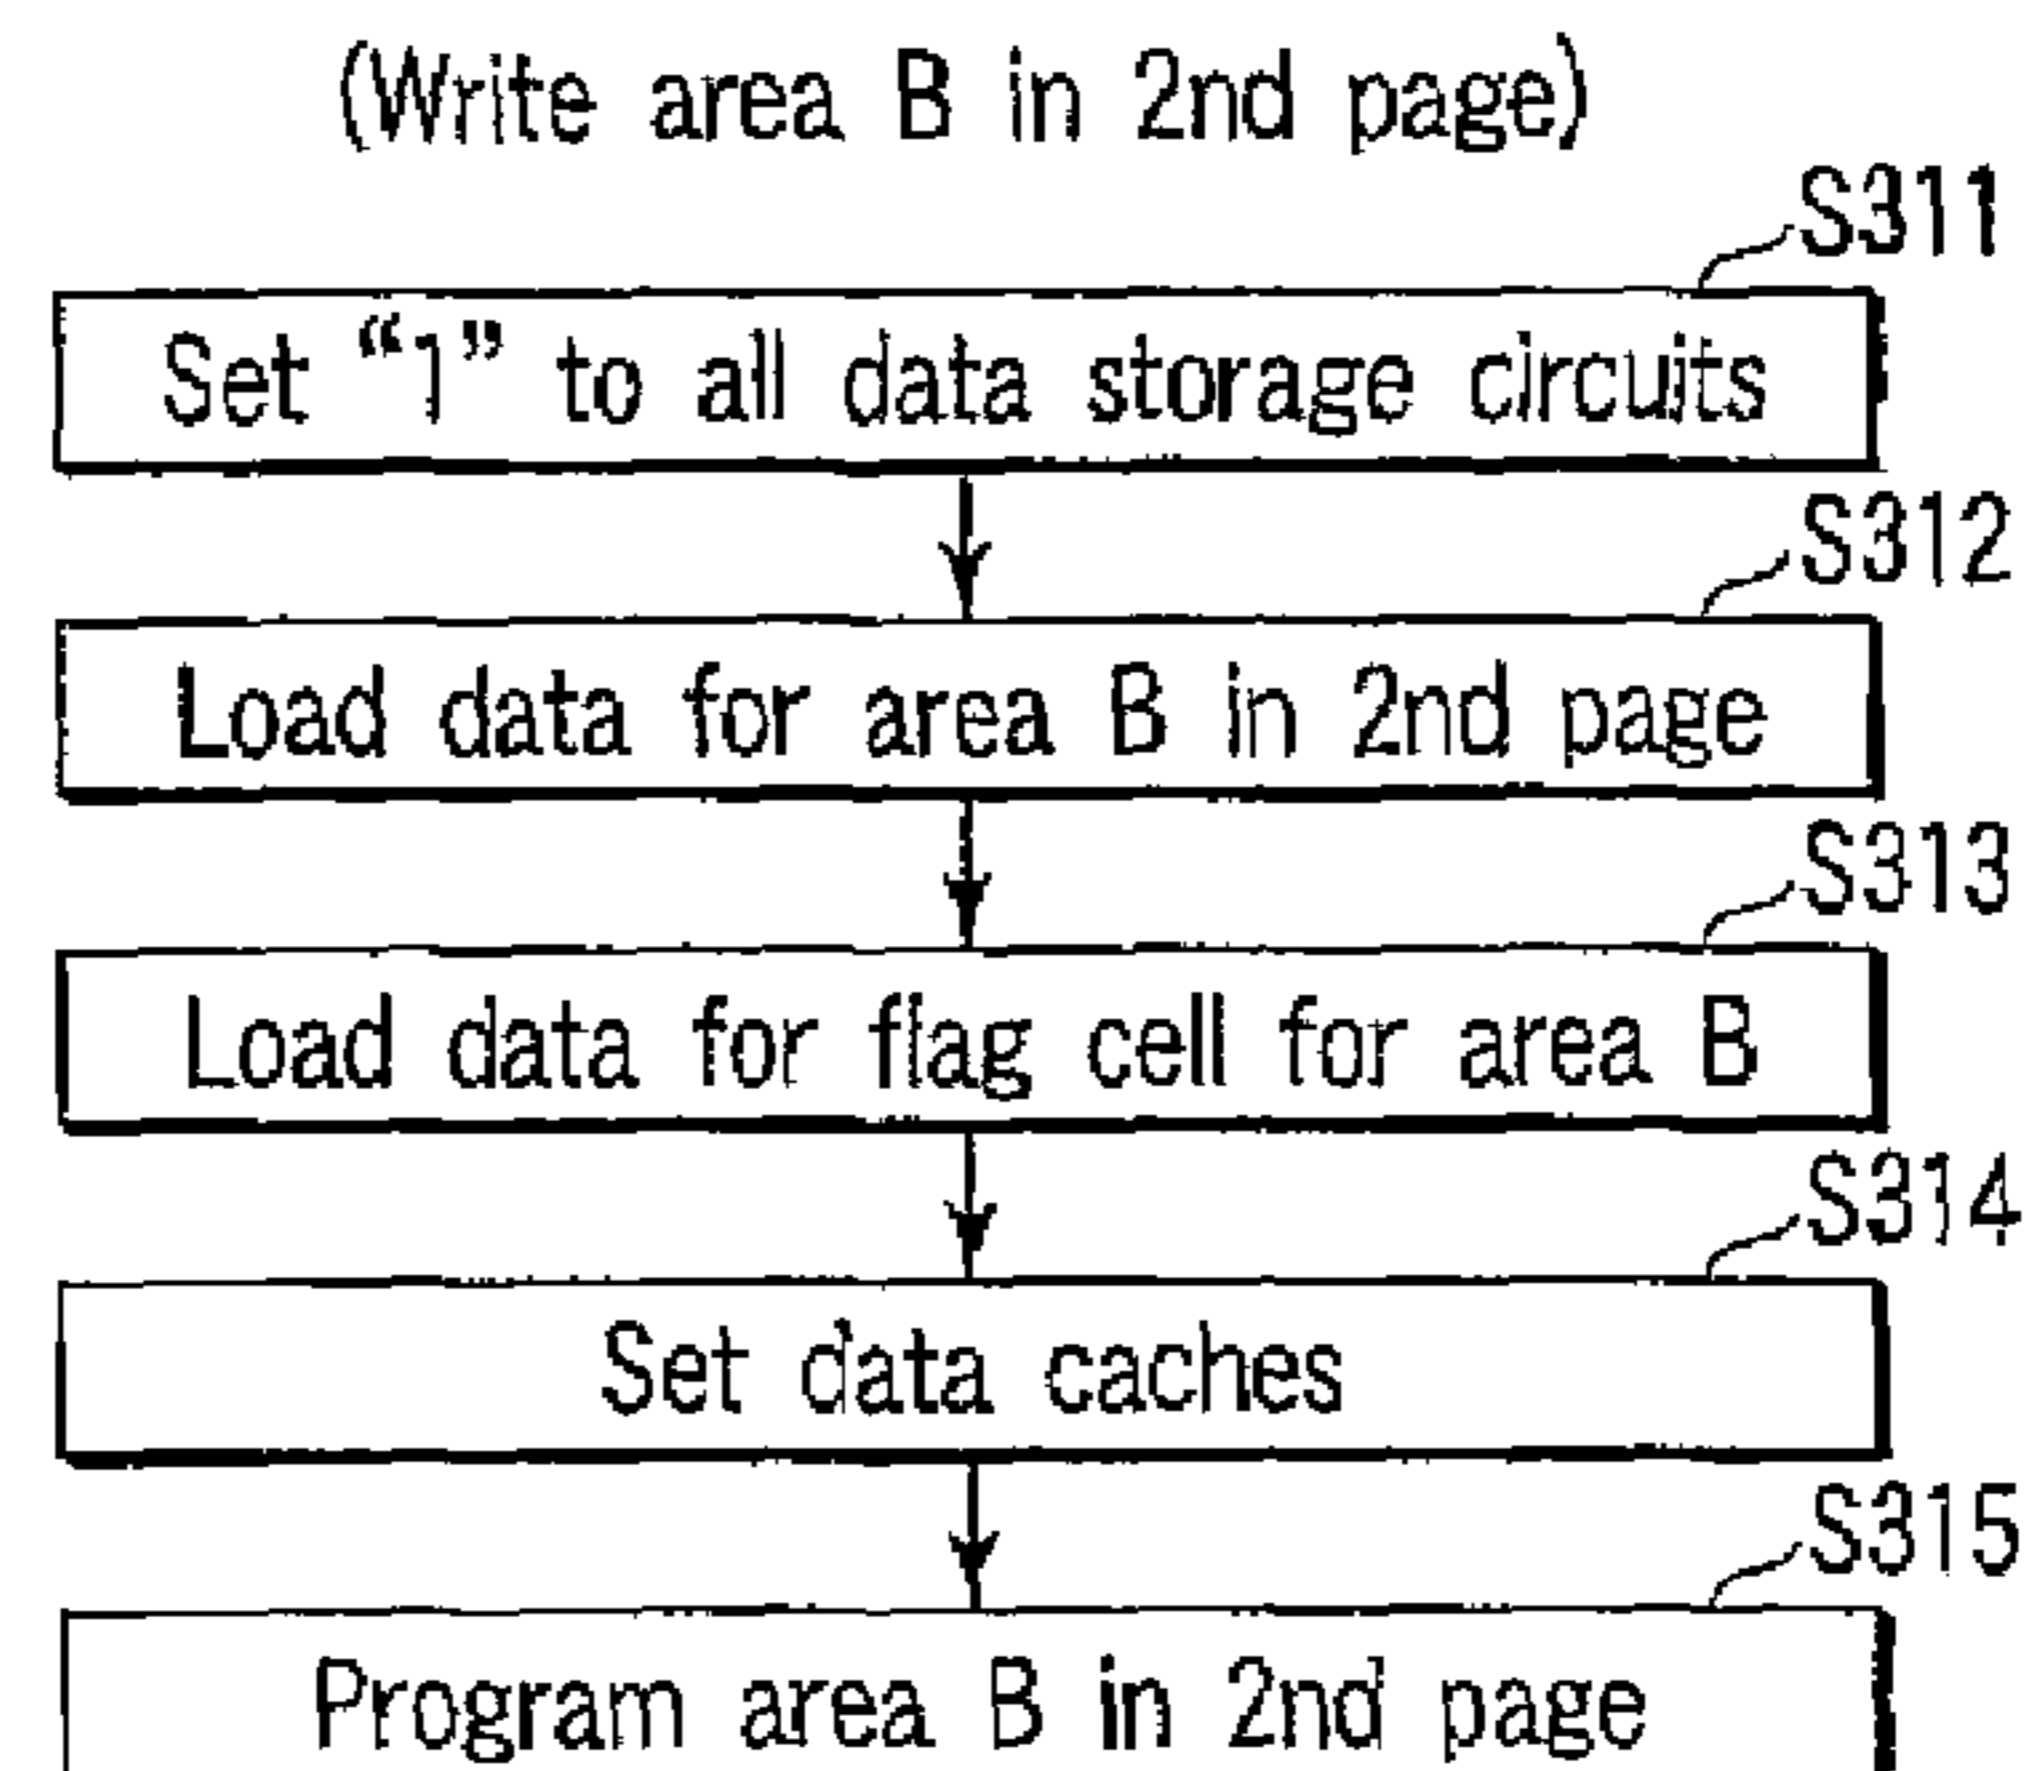 (Write area B in 2nd page)
S311
Set “1” to all data storage circuits
S312
Load data for area B in 2nd page
S313
Load data for flag cell for area B
S314
Set data caches
S315
Program area B in 2nd page